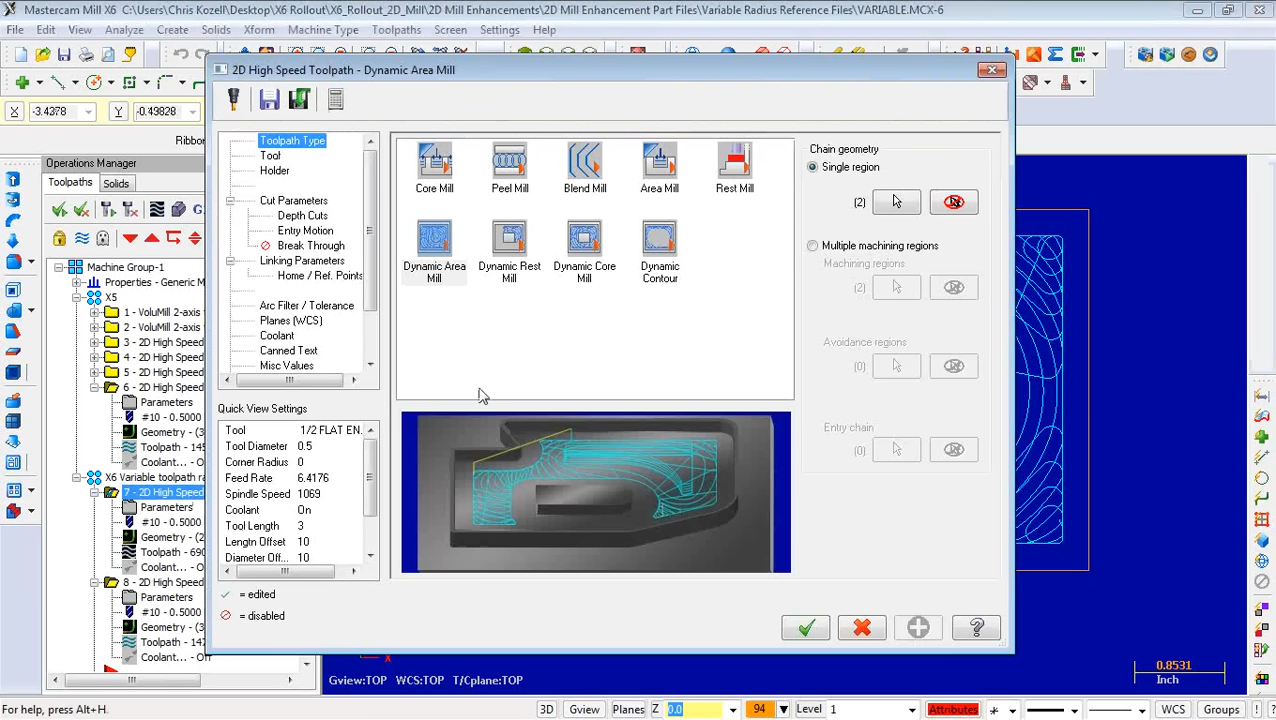 Mastercam Mill X6 C:\Users\Chris Kozell\Desktop\X6 Rollout\X6_Rollout_2D_Mill\2D Mill Enhancements\2D Mill Enhancement Part Files\Variable Radius Reference Files\VARIABLE.MCX-6
File Edit View Analyze Create Solids Xform Machine Type Toolpaths Screen Settings Help
2D High Speed Toolpath - Dynamic Area Mill
X -3.4278 Y -0.43828
Ribbon
Operations Manager
Toolpaths Solids
Machine Group-1
Properties - Generic M
X5
1 - VoluMill 2-axis
2 - VoluMill 2-axis
3 - 2D High Speed
4 - 2D High Speed
5 - 2D High Speed
6 - 2D High Speed
Parameters
#10 - 0.5000
Geometry - (3
Toolpath - 145
Coolant...
X6 Variable toolpath ra
7 - 2D High Speed
Parameters
#10 - 0.5000
Geometry - (2
Toolpath - 690
Coolant... - O
8 - 2D High Speed
Parameters
#10 - 0.5000
Geometry - (2
Toolpath - 142
Coolant... - Of
Toolpath Type
Tool
Holder
Cut Parameters
Depth Cuts
Entry Motion
Break Through
Linking Parameters
Home / Ref. Points
Arc Filter / Tolerance
Planes (WCS)
Coolant
Canned Text
Misc Values
Quick View Settings
Tool 1/2 FLAT EN...
Tool Diameter 0.5
Corner Radius 0
Feed Rate 6.4176
Spindle Speed 1069
Coolant On
Tool Length 3
Length Offset 10
Diameter Off... 10
= edited
= disabled
Core Mill
Peel Mill
Blend Mill
Area Mill
Rest Mill
Dynamic Area Mill
Dynamic Rest Mill
Dynamic Core Mill
Dynamic Contour
Chain geometry
Single region
(2)
Multiple machining regions
Machining regions
(2)
Avoidance regions
(0)
Entry chain
(0)
X
Gview:TOP WCS:TOP T/Cplane:TOP
0.8531
Inch
For help, press Alt+H.
3D Gview Planes Z 0.0 94 Level 1 Attributes WCS Groups ?